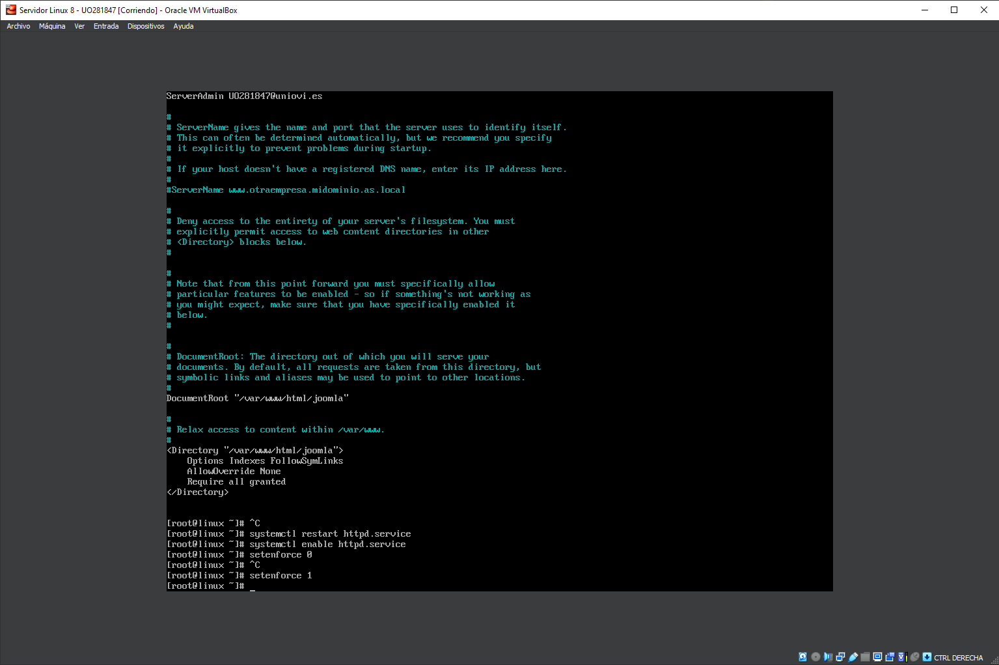 Servidor Linux 8 - UO281847 [Corriendo] - Oracle VM VirtualBox
Archivo Máquina Ver Entrada Dispositivos Ayuda
ServerAdmin UO281847@uniovi.es
#
# ServerName gives the name and port that the server uses to identify itself.
# This can often be determined automatically, but we recommend you specify
# it explicitly to prevent problems during startup.
#
# If your host doesn't have a registered DNS name, enter its IP address here.
#
#ServerName www.otraempresa.midominio.as.local
#
# Deny access to the entirety of your server's filesystem. You must
# explicitly permit access to web content directories in other
# <Directory> blocks below.
#
#
# Note that from this point forward you must specifically allow
# particular features to be enabled - so if something's not working as
# you might expect, make sure that you have specifically enabled it
# below.
#
#
# DocumentRoot: The directory out of which you will serve your
# documents. By default, all requests are taken from this directory, but
# symbolic links and aliases may be used to point to other locations.
#
DocumentRoot "/var/www/html/joomla"
#
# Relax access to content within /var/www.
#
<Directory "/var/www/html/joomla">
    Options Indexes FollowSymLinks
    AllowOverride None
    Require all granted
</Directory>
[root@linux ~]# ^C
[root@linux ~]# systemctl restart httpd.service
[root@linux ~]# systemctl enable httpd.service
[root@linux ~]# setenforce 0
[root@linux ~]# ^C
[root@linux ~]# setenforce 1
[root@linux ~]# _
CTRL DERECHA